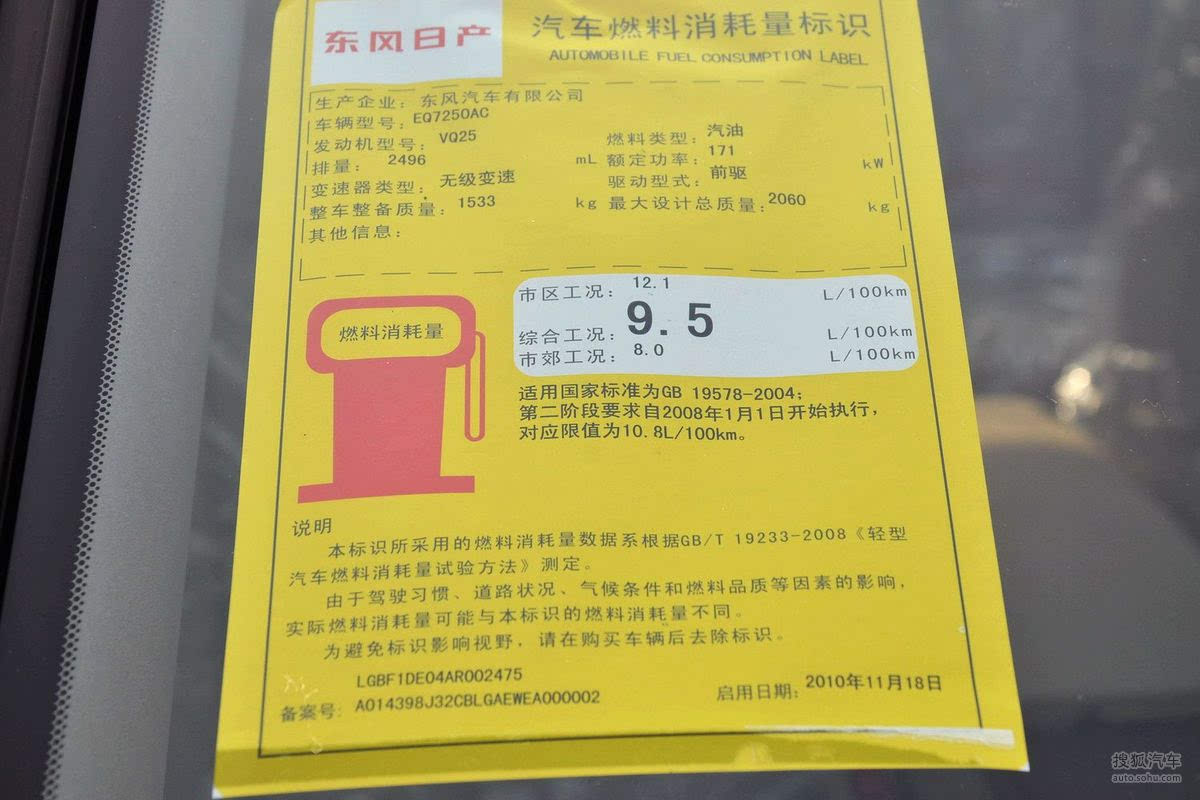 东风日产
汽车燃料消耗量标识
AUTOMOBILE FUEL CONSUMPTION LABEL
生产企业: 东风汽车有限公司
车辆型号: EQ7250AC
发动机型号: VQ25 燃料类型: 汽油
排量: 2496 mL 额定功率: 171 kW
变速器类型: 无级变速 驱动型式: 前驱
整车整备质量: 1533 kg 最大设计总质量: 2060 kg
其他信息:
燃料消耗量
市区工况: 12.1 L/100km
综合工况: 9.5 L/100km
市郊工况: 8.0 L/100km
适用国家标准为GB 19578-2004;
第二阶段要求自2008年1月1日开始执行,
对应限值为10.8L/100km。
说明
本标识所采用的燃料消耗量数据系根据GB/T 19233-2008《轻型
汽车燃料消耗量试验方法》测定。
由于驾驶习惯、道路状况、气候条件和燃料品质等因素的影响,
实际燃料消耗量可能与本标识的燃料消耗量不同。
为避免标识影响视野,请在购买车辆后去除标识。
LGBF1DE04AR002475
备案号: A014398J32CBLGAEWEA000002 启用日期: 2010年11月18日
搜狐汽车
auto.sohu.com